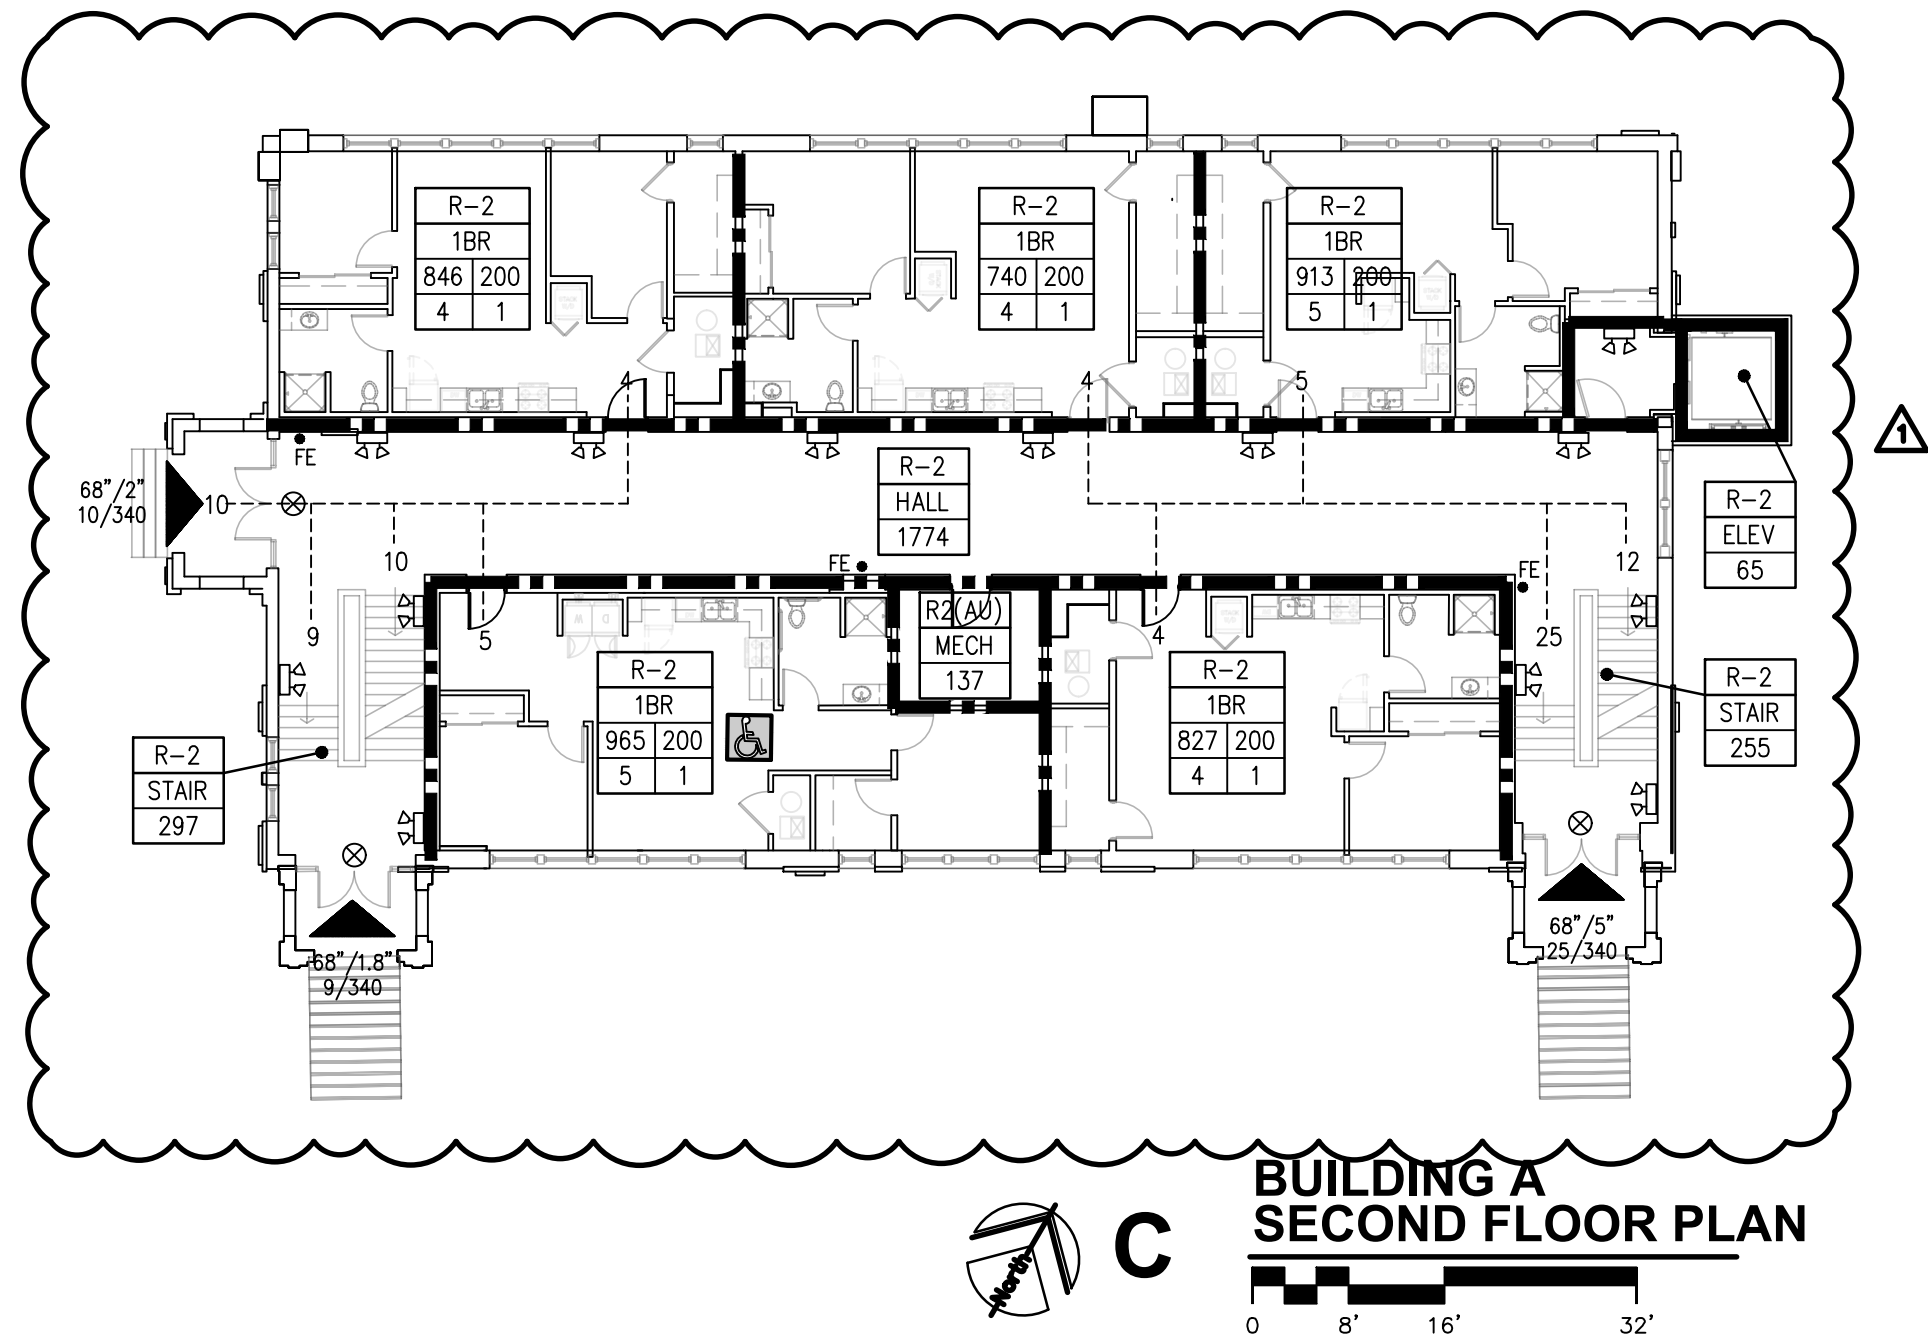 R-2
1BR
846 200
4 1
R-2
1BR
740 200
4 1
R-2
1BR
913 200
5 1
4
4
5
FE
68"/2"
10/340
10
R-2
HALL
1774
R-2
ELEV
65
1
10
FE
FE
12
9
5
4
25
R2(AU)
MECH
137
W D
R-2
1BR
965 200
5 1
R-2
1BR
827 200
4 1
R-2
STAIR
255
R-2
STAIR
297
68"/1.8"
9/340
68"/5"
25/340
BUILDING A
SECOND FLOOR PLAN
C
North
0 8' 16' 32'